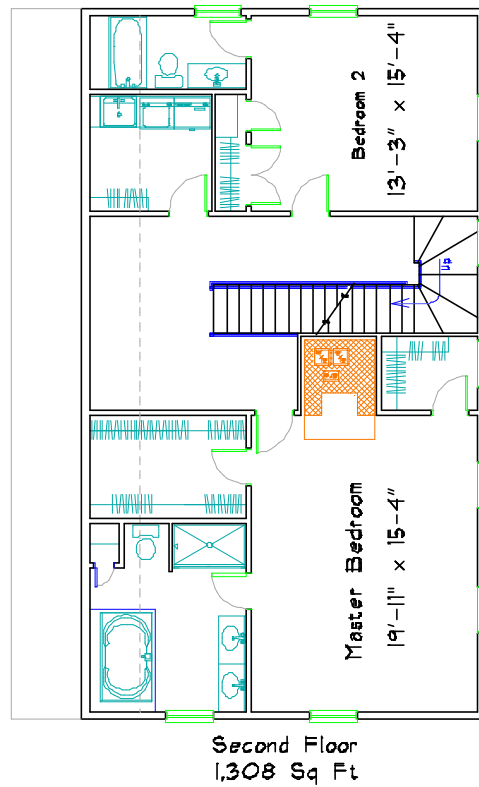 Bedroom 2
13'-3" x 15'-4"
up
Master Bedroom
19'-11" x 15'-4"
Second Floor
1,308 Sq Ft